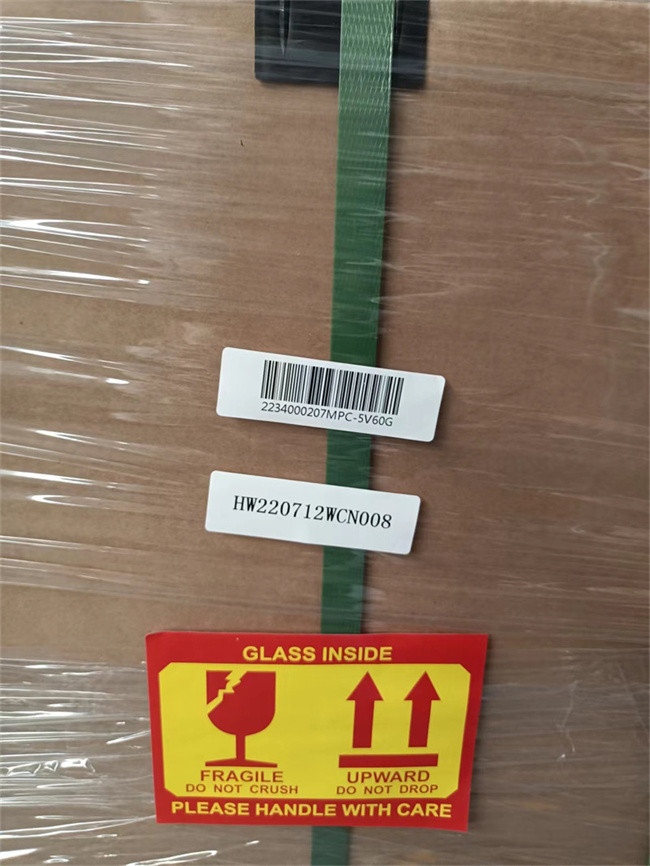 2234000207MPC-5V60G
HW220712WCN008
GLASS INSIDE
FRAGILE
DO NOT CRUSH
UPWARD
DO NOT DROP
PLEASE HANDLE WITH CARE